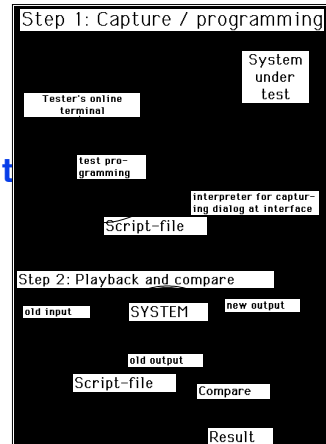 Step 1: Capture / programming
System
under
test
Tester's online
terminal
t
test pro-
gramming
interpreter for captur-
ing dialog at interface
Script-file
Step 2: Playback and compare
old input
SYSTEM
new output
old output
Script-file
Compare
Result